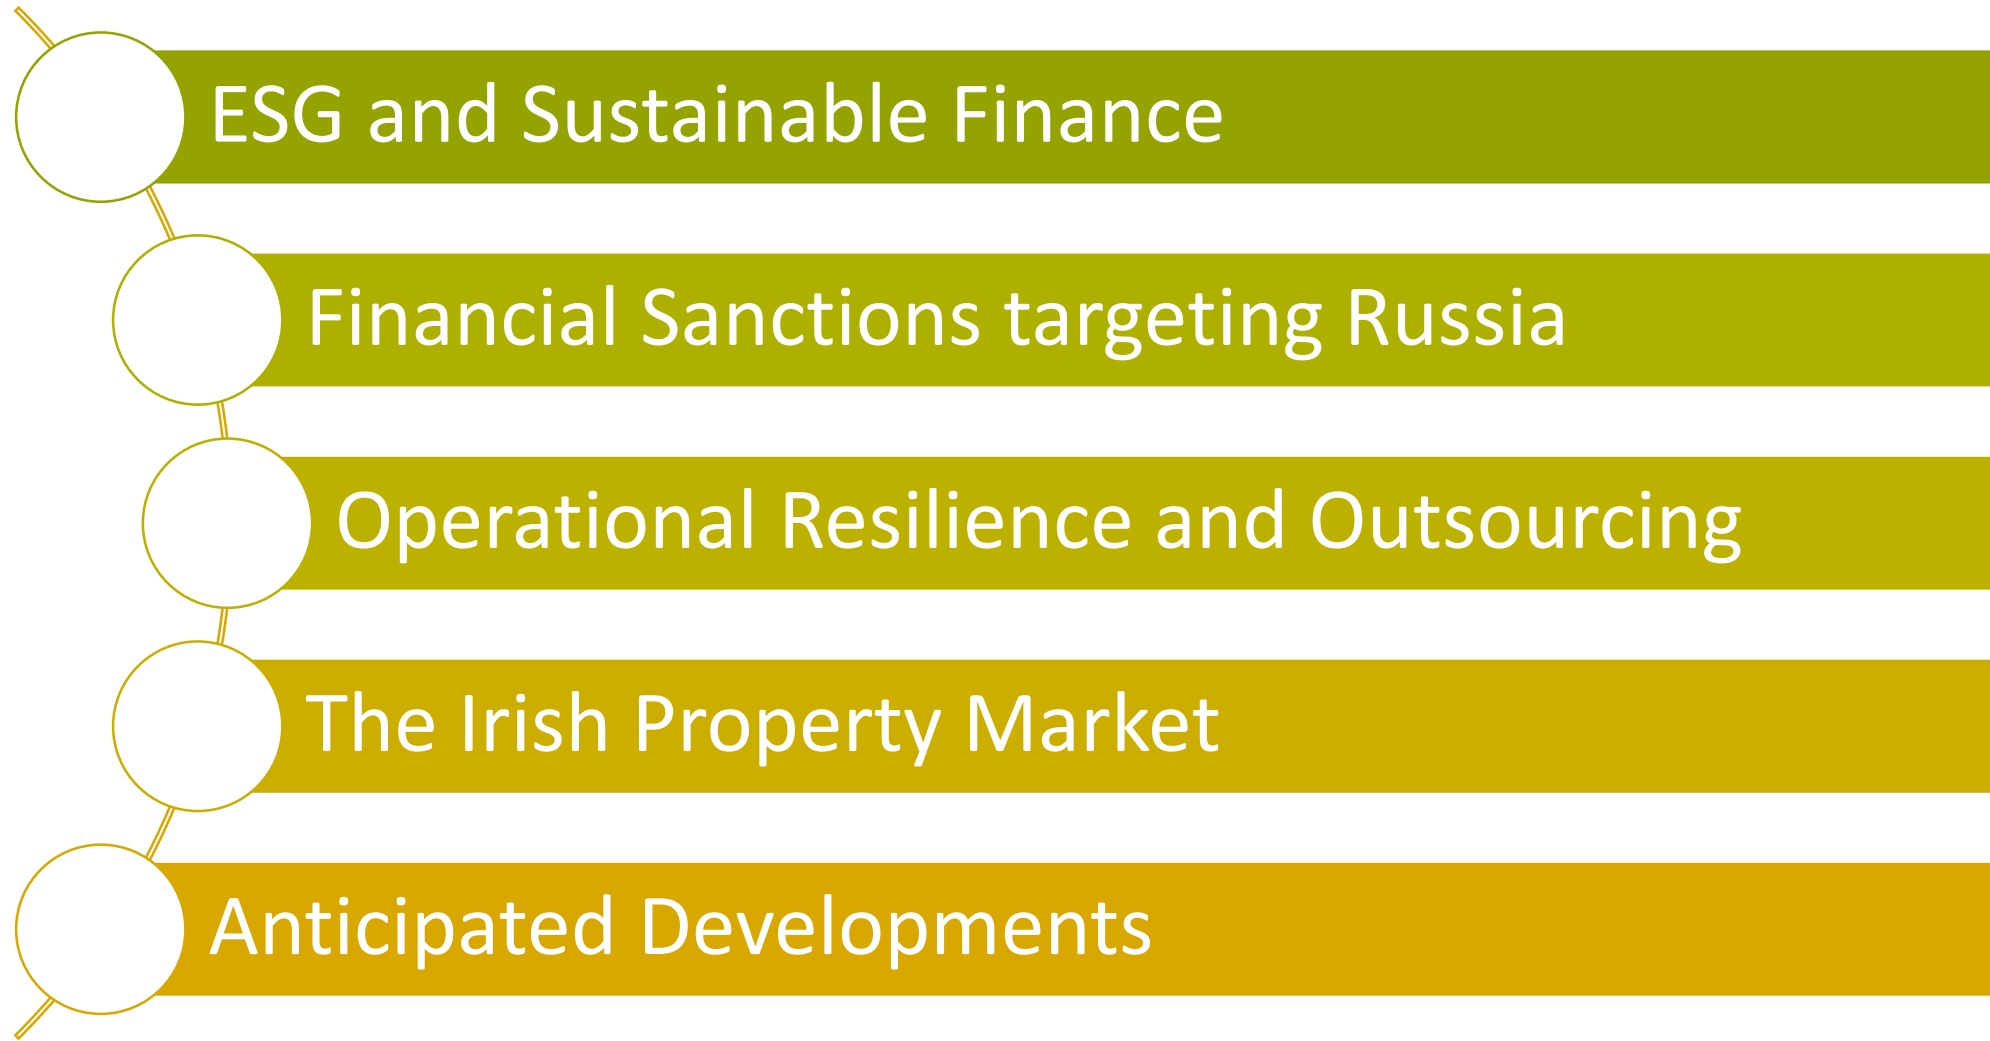 ESG and Sustainable Finance
Financial Sanctions targeting Russia
Operational Resilience and Outsourcing
The Irish Property Market
Anticipated Developments